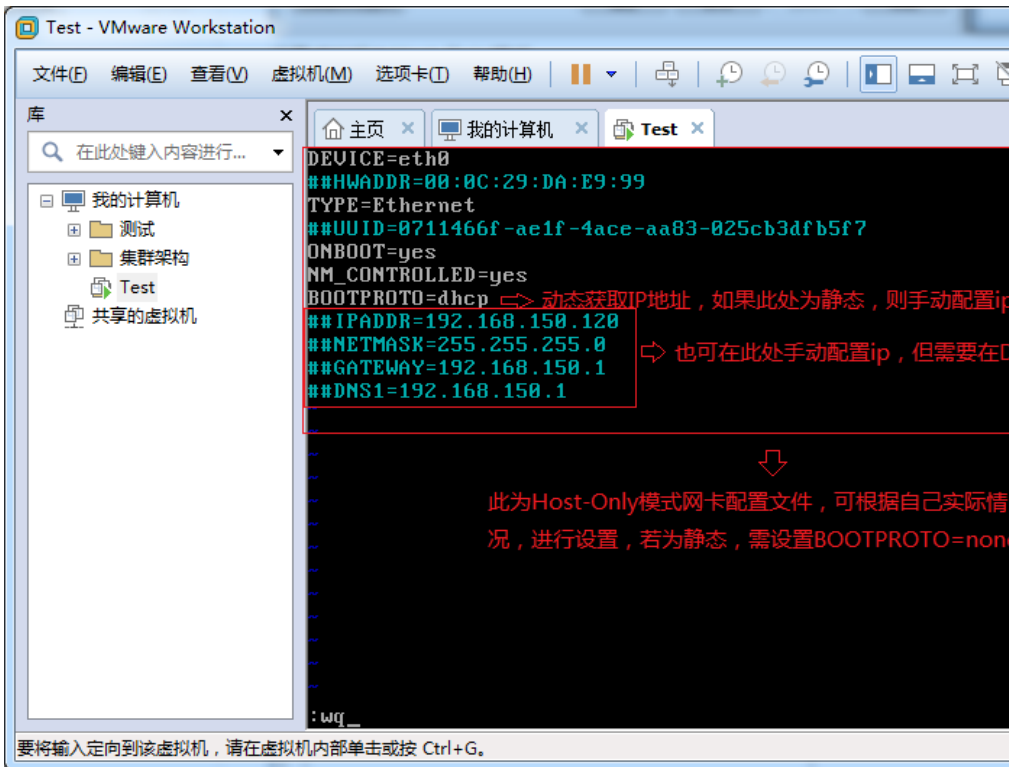 Test - VMware Workstation
文件(F) 编辑(E) 查看(V) 虚拟机(M) 选项卡(T) 帮助(H)
库
在此处键入内容进行...
我的计算机
测试
集群架构
Test
共享的虚拟机
主页 我的计算机 Test
DEVICE=eth0
##HWADDR=00:0C:29:DA:E9:99
TYPE=Ethernet
##UUID=0711466f-ae1f-4ace-aa83-025cb3dfb5f7
ONBOOT=yes
NM_CONTROLLED=yes
BOOTPROTO=dhcp 动态获取IP地址，如果此处为静态，则手动配置ip
##IPADDR=192.168.150.120
##NETMASK=255.255.255.0
##GATEWAY=192.168.150.1
##DNS1=192.168.150.1
也可在此处手动配置ip，但需要在D
~
~
~
~
~
~
~
~
~
~
~
~
~
此为Host-Only模式网卡配置文件，可根据自己实际情
况，进行设置，若为静态，需设置BOOTPROTO=none
:wq_
要将输入定向到该虚拟机，请在虚拟机内部单击或按 Ctrl+G。